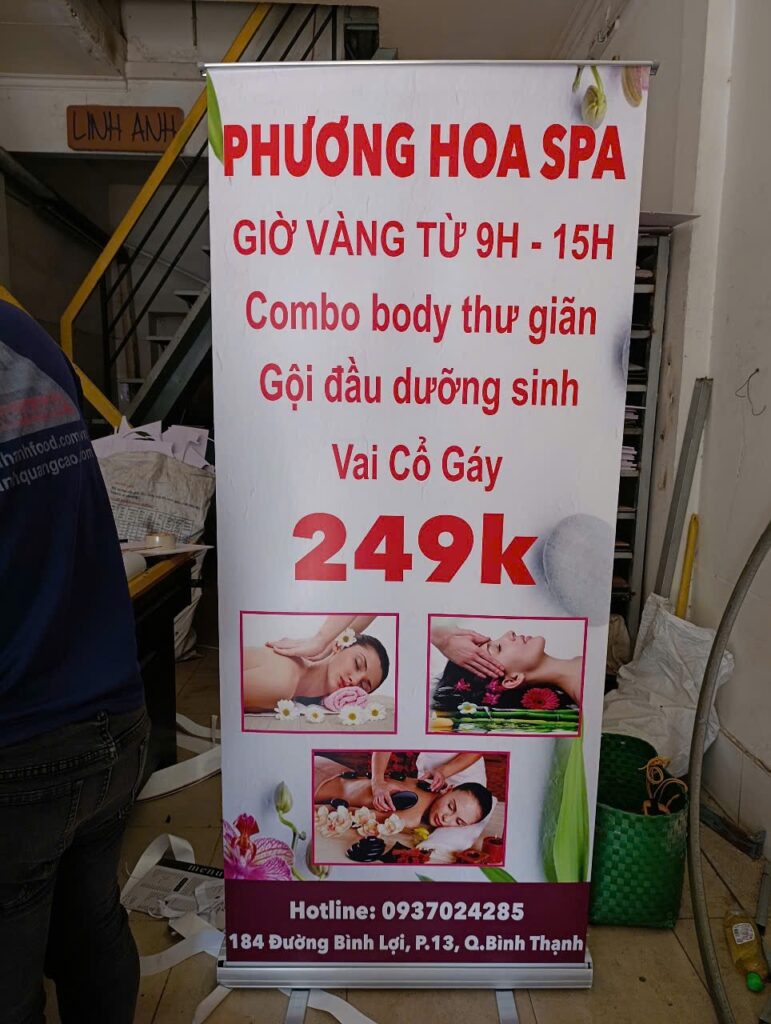 LINH ANH
PHƯƠNG HOA SPA
GIỜ VÀNG TỪ 9H - 15H
Combo body thư giãn
Gội đầu dưỡng sinh
Vai Cổ Gáy
249k
Hotline: 0937024285
184 Đường Bình Lợi, P.13, Q.Bình Thạnh
menu